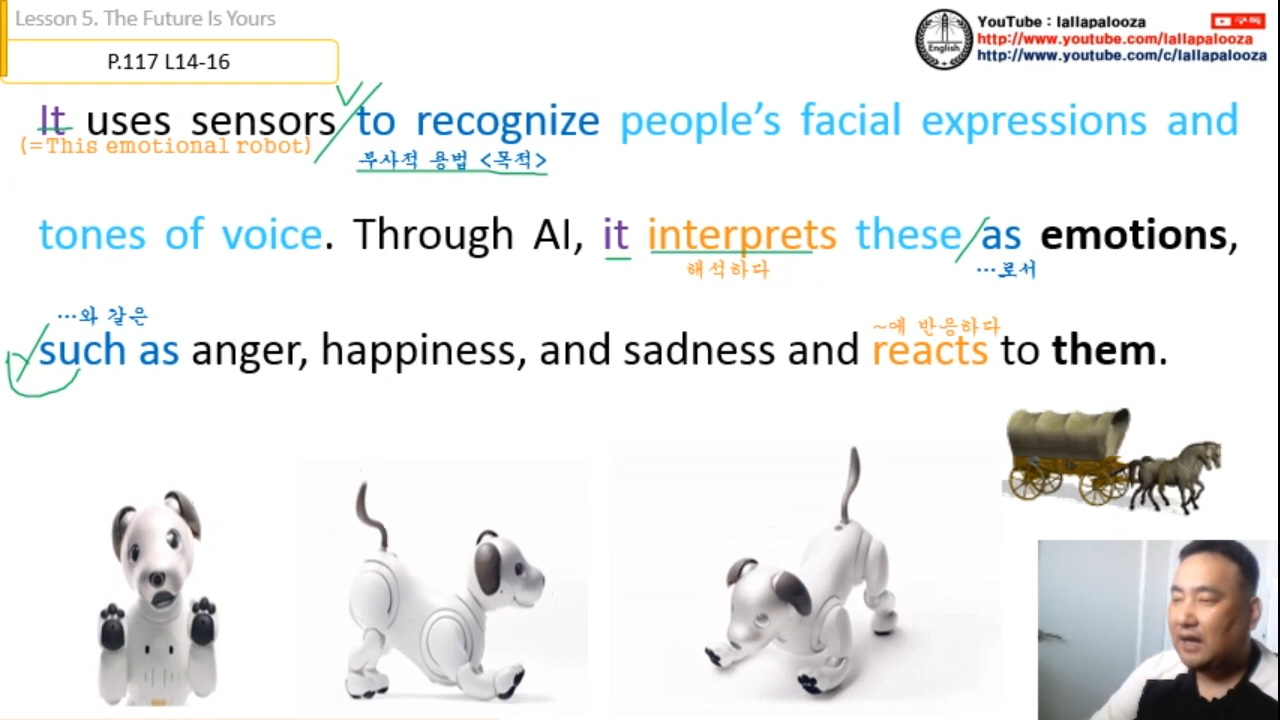 Lesson 5. The Future Is Yours
P.117 L14-16
English
YouTube : lallapalooza
구독
http://www.youtube.com/lallapalooza
http://www.youtube.com/c/lallapalooza
It uses sensors to recognize people's facial expressions and
(=This emotional robot)
부사적 용법 <목적>
tones of voice. Through AI, it interprets these as emotions,
해석하다
…로서
…와 같은
~에 반응하다
such as anger, happiness, and sadness and reacts to them.